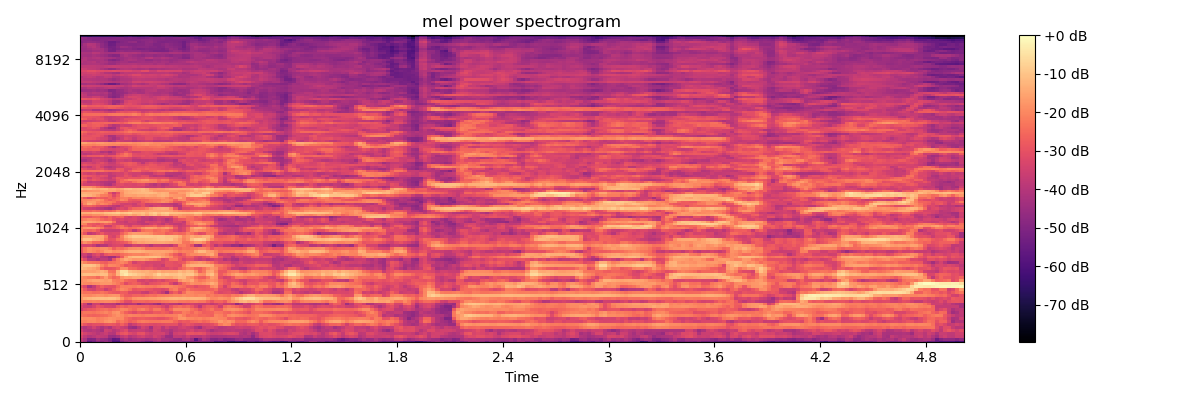 mel power spectrogram
Hz
8192
4096
2048
1024
512
0
0 0.6 1.2 1.8 2.4 3 3.6 4.2 4.8
Time
+0 dB
-10 dB
-20 dB
-30 dB
-40 dB
-50 dB
-60 dB
-70 dB